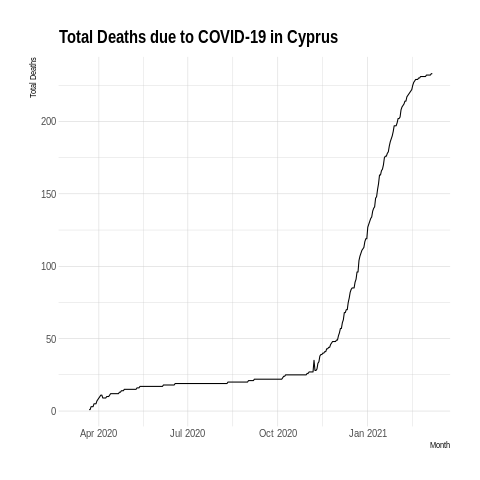 Total Deaths due to COVID-19 in Cyprus
Total Deaths
200
150
100
50
0
Apr 2020 Jul 2020 Oct 2020 Jan 2021
Month